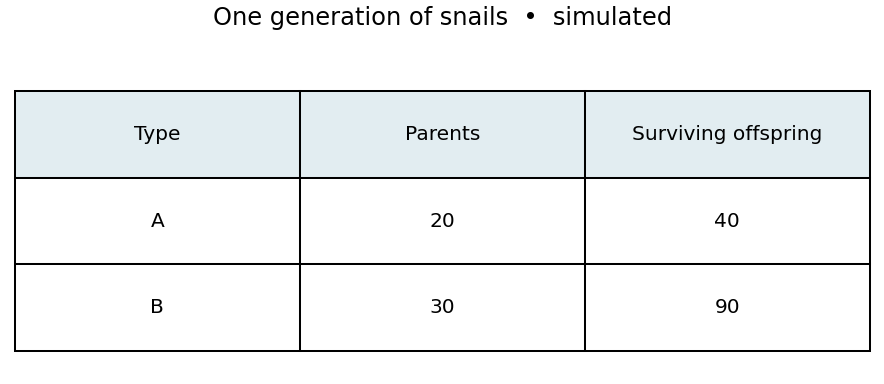 One generation of snails • simulated
Type Parents Surviving offspring
A 20 40
B 30 90